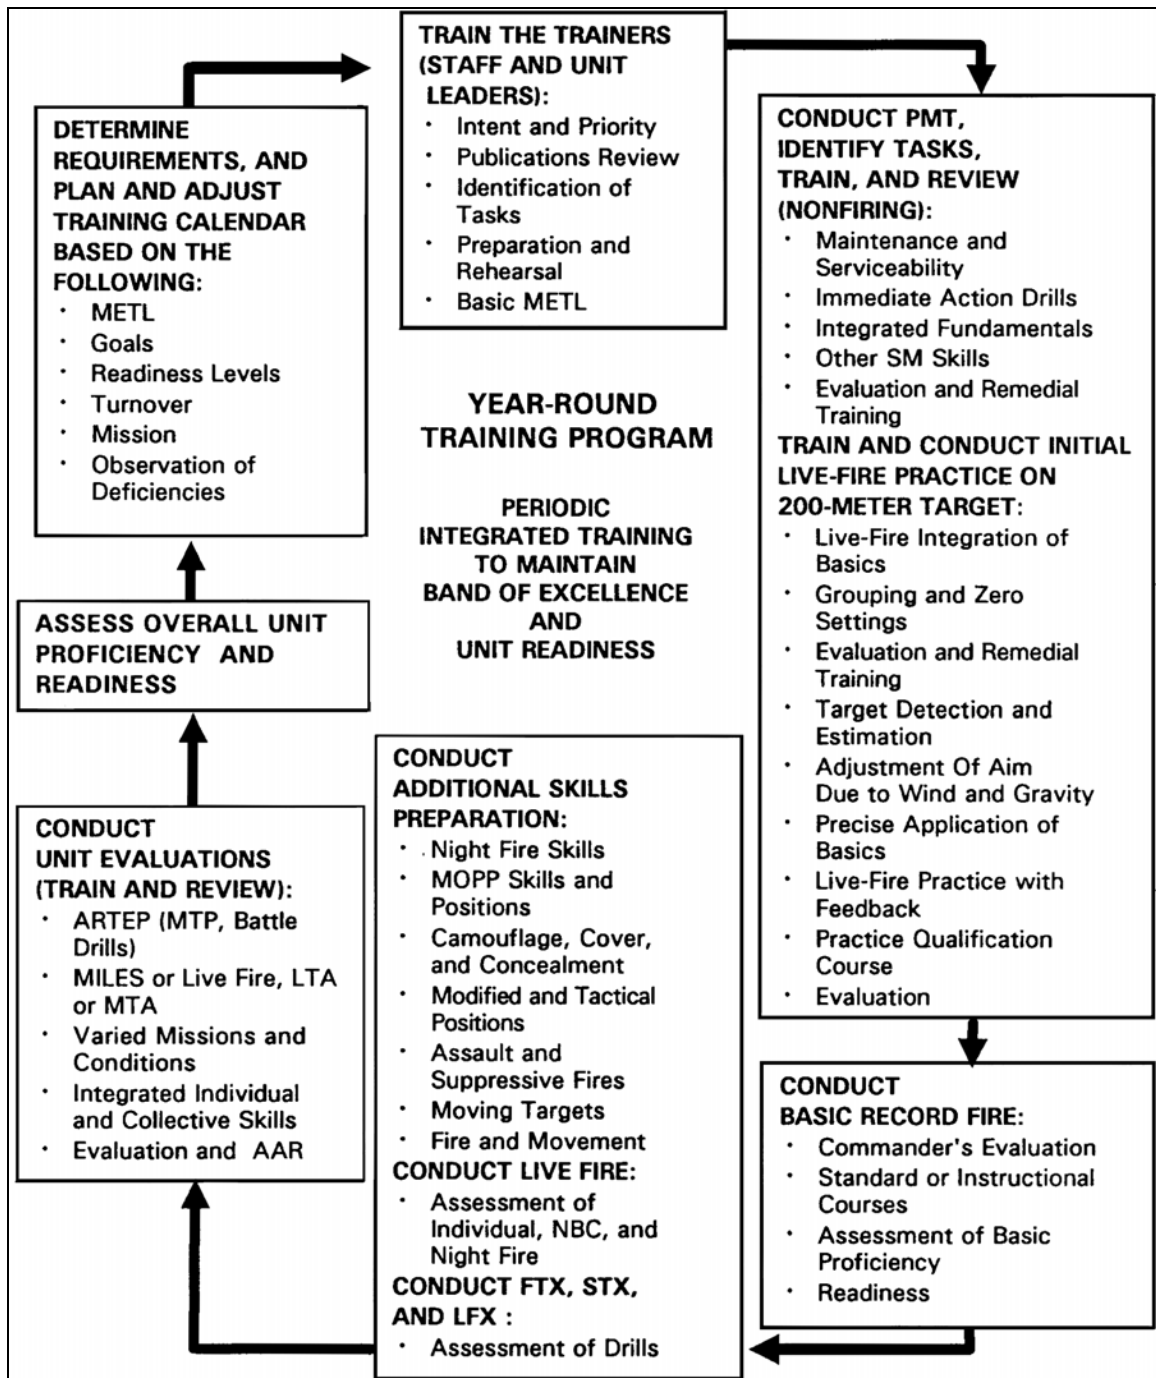 TRAIN THE TRAINERS
(STAFF AND UNIT
LEADERS):
· Intent and Priority
· Publications Review
· Identification of
Tasks
· Preparation and
Rehearsal
· Basic METL
CONDUCT PMT,
IDENTIFY TASKS,
TRAIN, AND REVIEW
(NONFIRING):
· Maintenance and
Serviceability
· Immediate Action Drills
· Integrated Fundamentals
· Other SM Skills
· Evaluation and Remedial
Training
TRAIN AND CONDUCT INITIAL
LIVE-FIRE PRACTICE ON
200-METER TARGET:
· Live-Fire Integration of
Basics
· Grouping and Zero
Settings
· Evaluation and Remedial
Training
· Target Detection and
Estimation
· Adjustment Of Aim
Due to Wind and Gravity
· Precise Application of
Basics
· Live-Fire Practice with
Feedback
· Practice Qualification
Course
· Evaluation
CONDUCT
BASIC RECORD FIRE:
· Commander's Evaluation
· Standard or Instructional
Courses
· Assessment of Basic
Proficiency
· Readiness
CONDUCT
ADDITIONAL SKILLS
PREPARATION:
· Night Fire Skills
· MOPP Skills and
Positions
· Camouflage, Cover,
and Concealment
· Modified and Tactical
Positions
· Assault and
Suppressive Fires
· Moving Targets
· Fire and Movement
CONDUCT LIVE FIRE:
· Assessment of
Individual, NBC, and
Night Fire
CONDUCT FTX, STX,
AND LFX :
· Assessment of Drills
CONDUCT
UNIT EVALUATIONS
(TRAIN AND REVIEW):
· ARTEP (MTP, Battle
Drills)
· MILES or Live Fire, LTA
or MTA
· Varied Missions and
Conditions
· Integrated Individual
and Collective Skills
· Evaluation and AAR
ASSESS OVERALL UNIT
PROFICIENCY AND
READINESS
DETERMINE
REQUIREMENTS, AND
PLAN AND ADJUST
TRAINING CALENDAR
BASED ON THE
FOLLOWING:
· METL
· Goals
· Readiness Levels
· Turnover
· Mission
· Observation of
Deficiencies
YEAR-ROUND
TRAINING PROGRAM
PERIODIC
INTEGRATED TRAINING
TO MAINTAIN
BAND OF EXCELLENCE
AND
UNIT READINESS